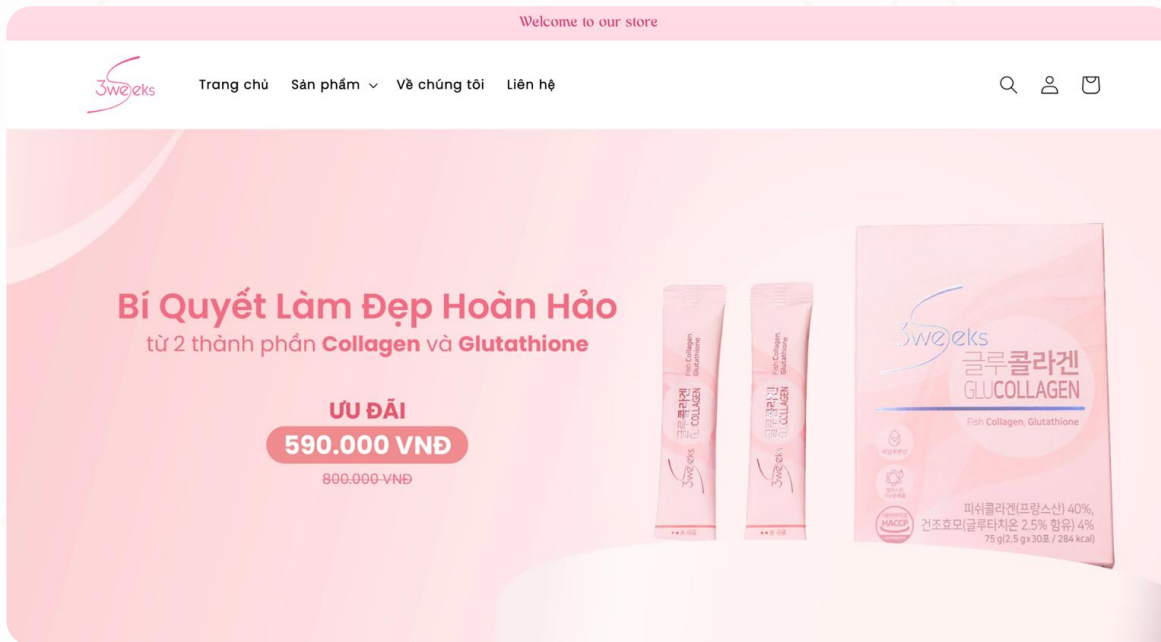 Welcome to our store
3weeks
Trang chủ
Sản phẩm
Về chúng tôi
Liên hệ
Bí Quyết Làm Đẹp Hoàn Hảo
từ 2 thành phần Collagen và Glutathione
ƯU ĐÃI
590.000 VNĐ
800.000 VNĐ
Fish Collagen,
Glutathione
글루콜라겐
GLUCOLLAGEN
3weeks
Fish Collagen,
Glutathione
글루콜라겐
GLUCOLLAGEN
3weeks
3weeks
글루콜라겐
GLUCOLLAGEN
Fish Collagen, Glutathione
HACCP
피쉬콜라겐(프랑스산) 40%,
건조효모(글루타치온 2.5% 함유) 4%
75 g(2.5 g×30포 / 284 kcal)